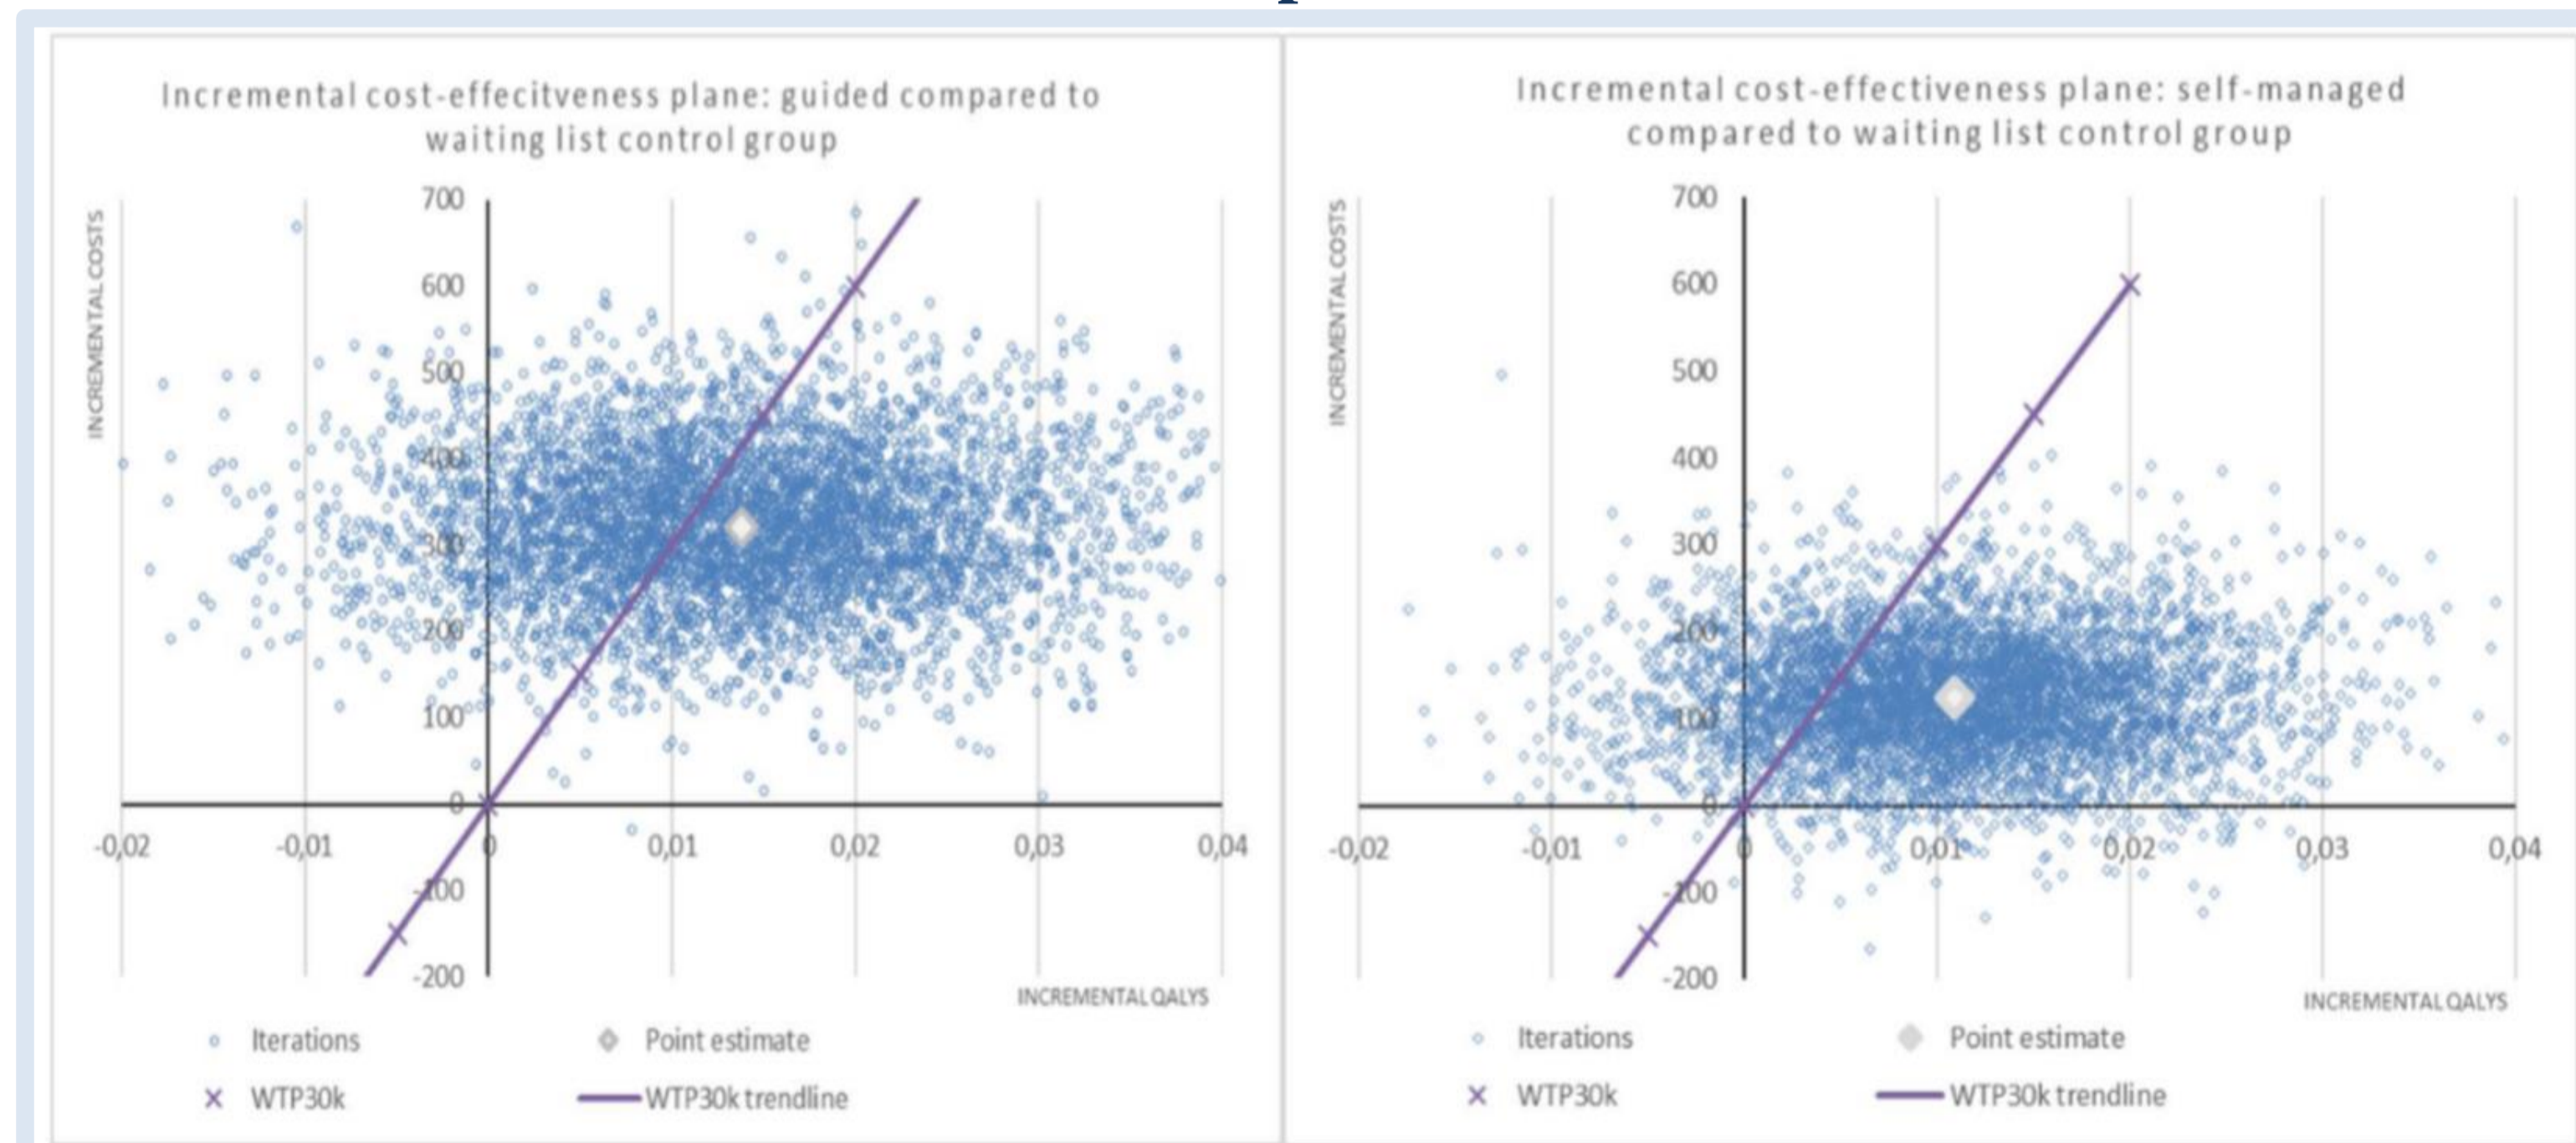 Incremental cost-effecitveness plane: guided compared to
waiting list control group
INCREMENTAL COSTS
700
600
500
400
300
200
100
0
-100
-200
-0,02
-0,01
0
0,01
0,02
0,03
0,04
INCREMENTAL QALYS
Iterations
Point estimate
WTP30k
WTP30k trendline
Incremental cost-effectiveness plane: self-managed
compared to waiting list control group
INCREMENTAL COSTS
700
600
500
400
300
200
100
0
-100
-200
-0,02
-0,01
0
0,01
0,02
0,03
0,04
INCREMENTAL QALYS
Iterations
Point estimate
WTP30k
WTP30k trendline